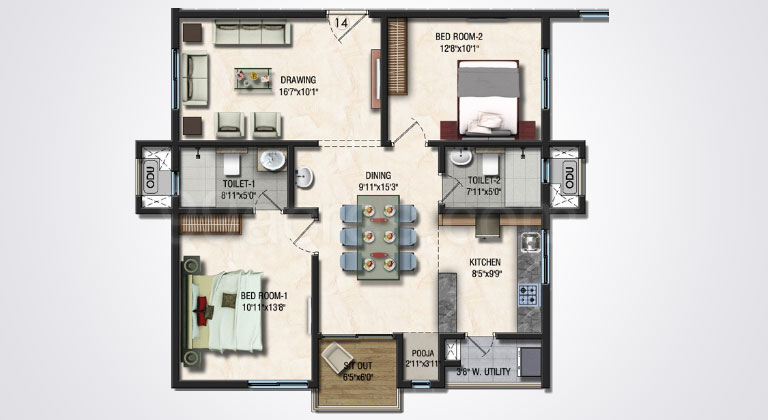 14
BED ROOM-2
12'8"x10'1"
DRAWING
16'7"x10'1"
DINING
9'11"x15'3"
ODU
TOILET-1
8'11"x5'0"
TOILET-2
7'11"x5'0"
ODU
KITCHEN
8'5"x9'9"
BED ROOM-1
10'11"x13'8"
SIT OUT
6'5"x6'0"
POOJA
2'11"x3'11"
3'6" W. UTILITY